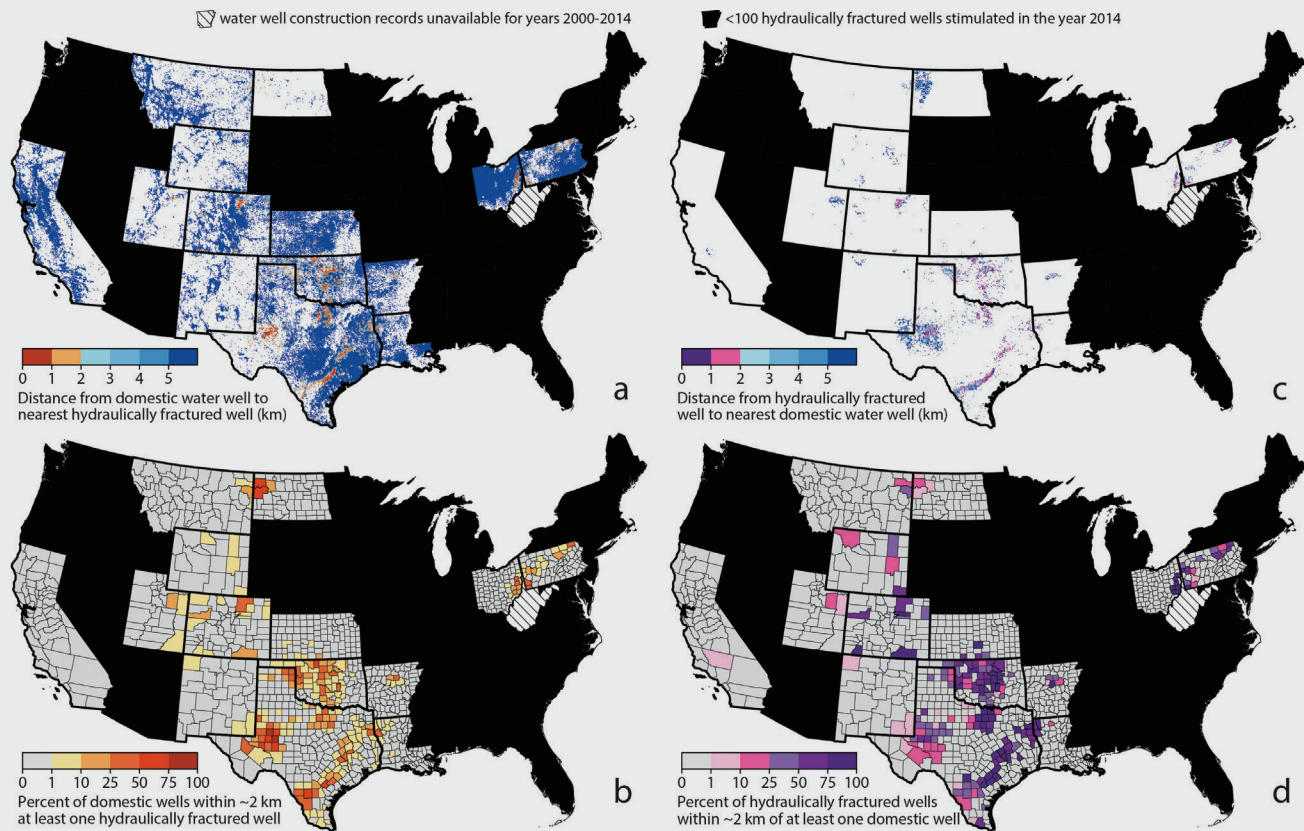 water well construction records unavailable for years 2000-2014
<100 hydraulically fractured wells stimulated in the year 2014
0 1 2 3 4 5
Distance from domestic water well to
nearest hydraulically fractured well (km)
a
0 1 2 3 4 5
Distance from hydraulically fractured
well to nearest domestic water well (km)
c
0 1 10 25 50 75 100
Percent of domestic wells within ~2 km
at least one hydraulically fractured well
b
0 1 10 25 50 75 100
Percent of hydraulically fractured wells
within ~2 km of at least one domestic well
d